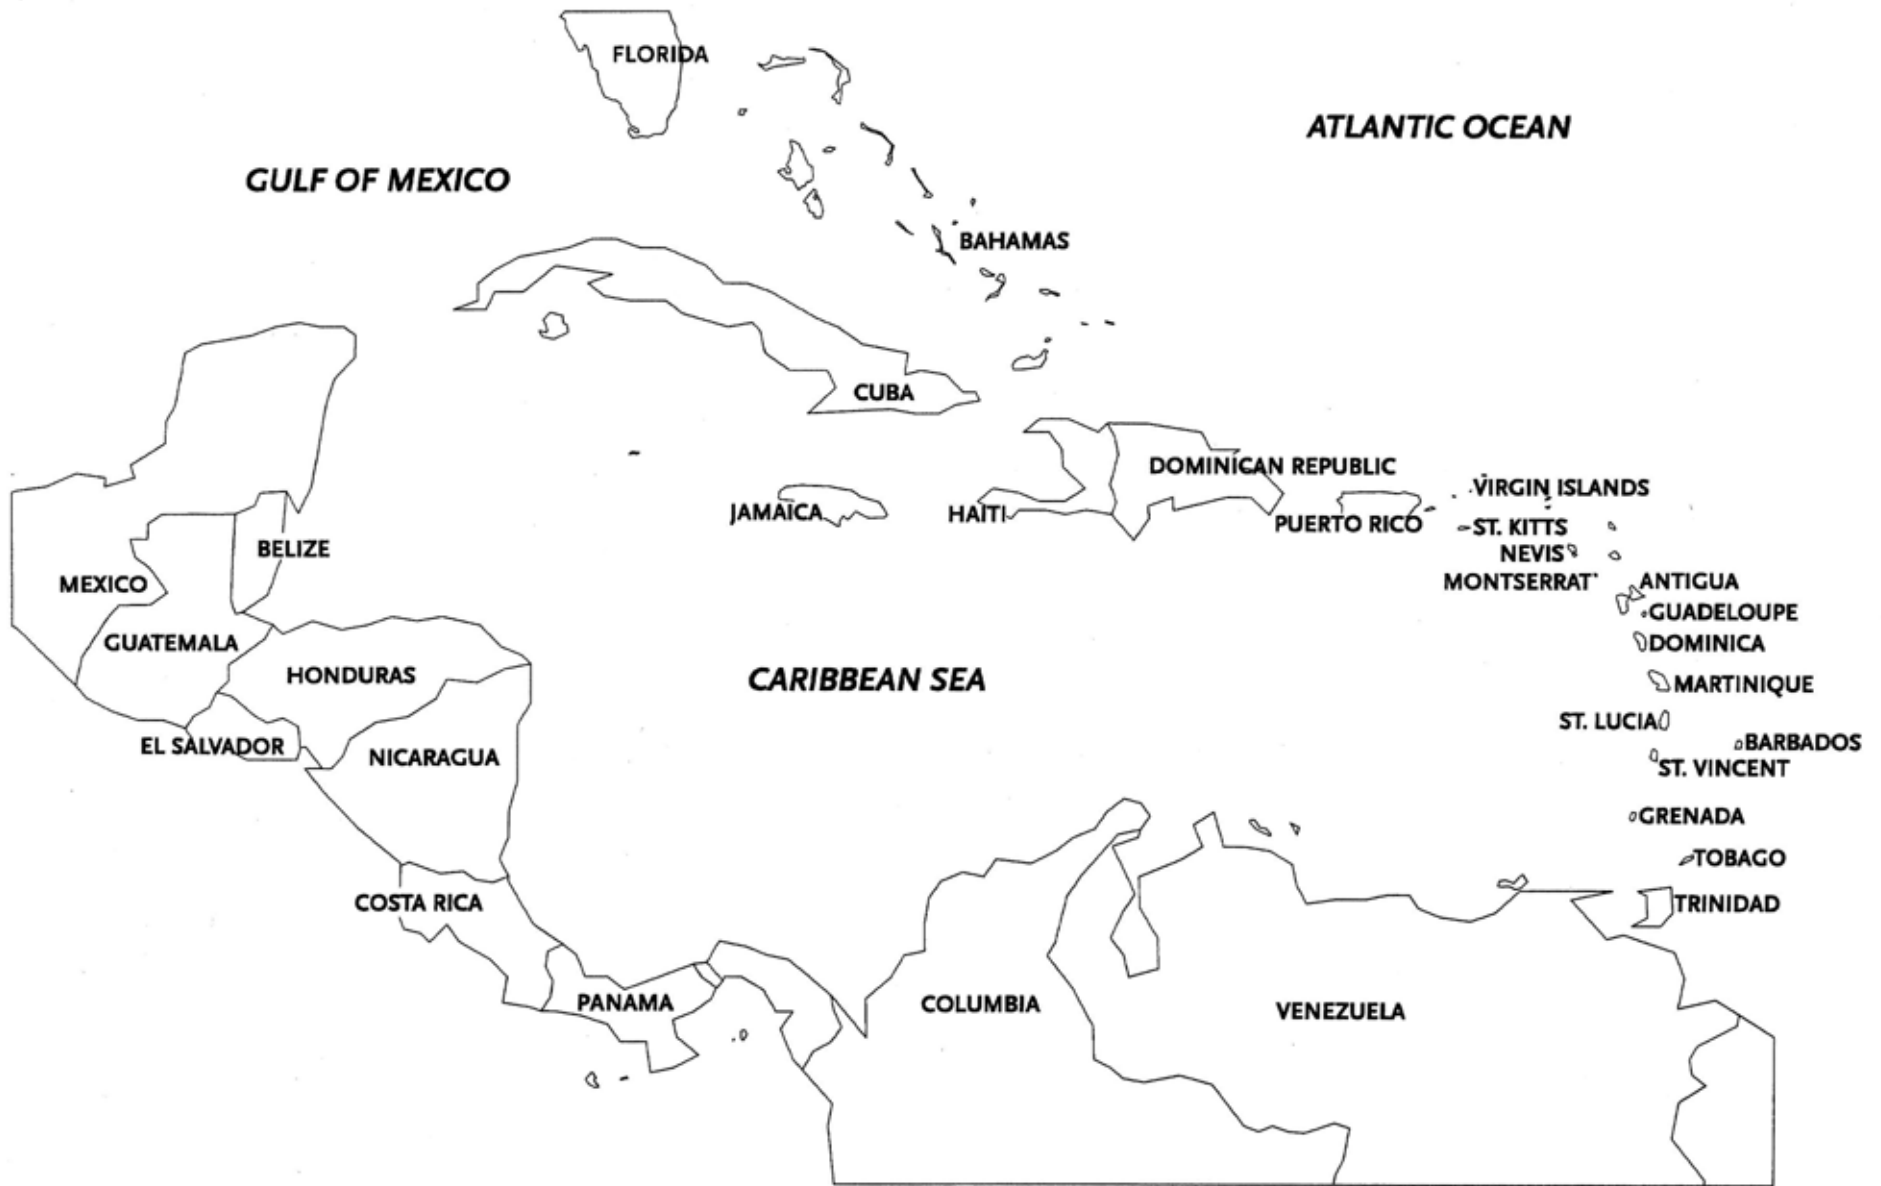 FLORIDA
ATLANTIC OCEAN
GULF OF MEXICO
BAHAMAS
CUBA
DOMINICAN REPUBLIC
VIRGIN ISLANDS
JAMAICA
HAITI
PUERTO RICO
ST. KITTS
BELIZE
NEVIS
MEXICO
MONTSERRAT
ANTIGUA
GUADELOUPE
GUATEMALA
DOMINICA
HONDURAS
CARIBBEAN SEA
MARTINIQUE
ST. LUCIA
EL SALVADOR
BARBADOS
NICARAGUA
ST. VINCENT
GRENADA
TOBAGO
COSTA RICA
TRINIDAD
PANAMA
COLUMBIA
VENEZUELA